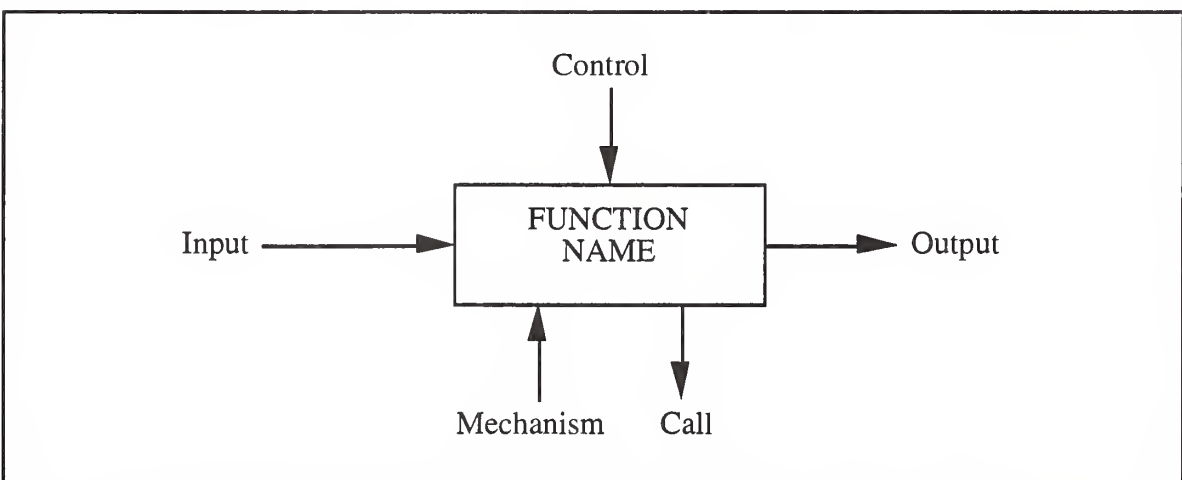 Control
FUNCTION
NAME
Input
Output
Mechanism
Call